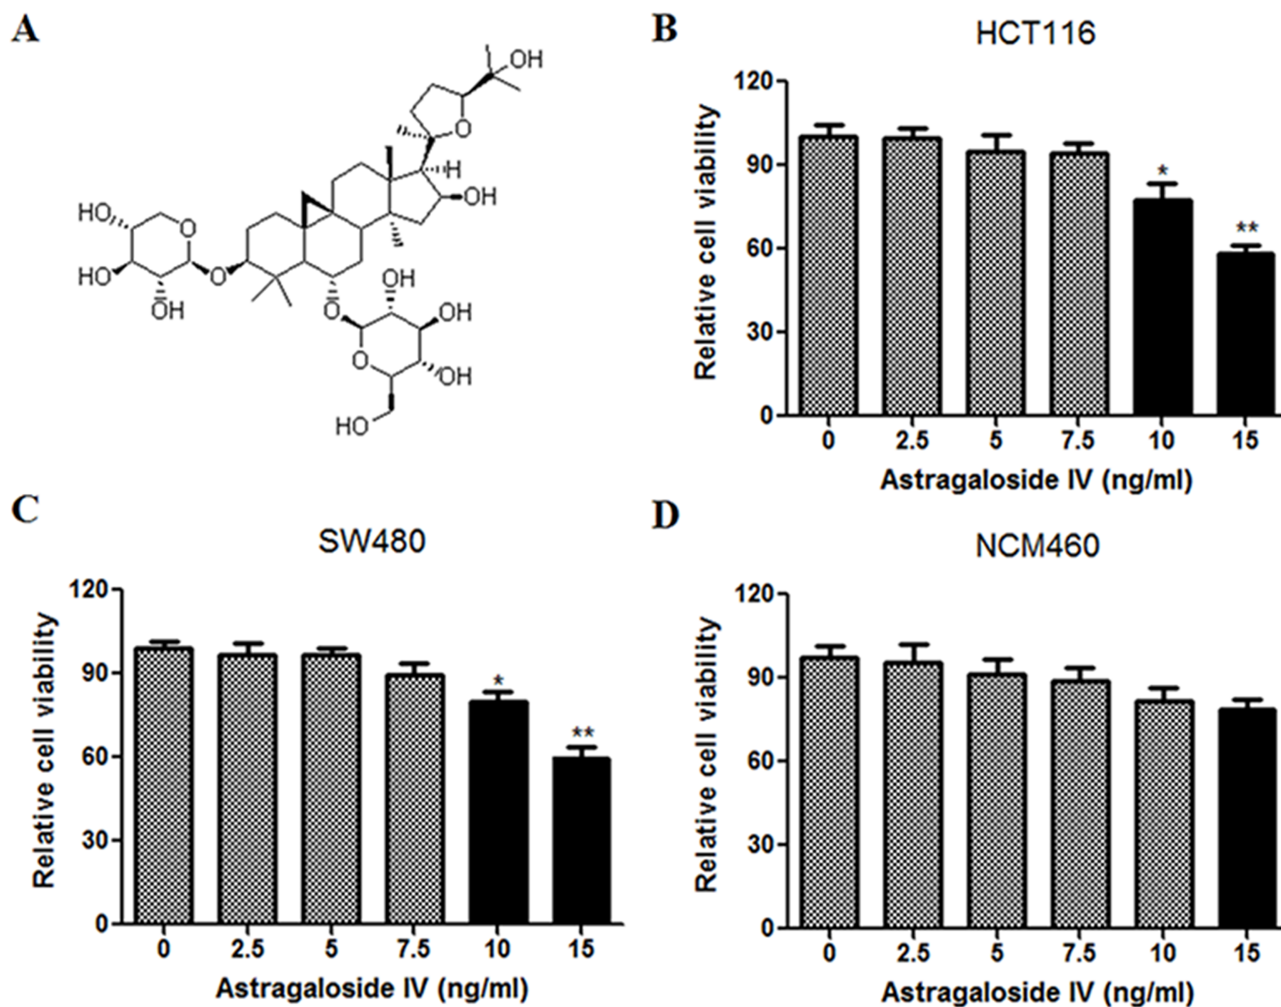 A
OH
O
H
OH
HO
O
HO
O
OH
OH
O
OH
O
OH
HO
B
HCT116
Relative cell viability
120
90
60
30
0
*
**
0 2.5 5 7.5 10 15
Astragaloside IV (ng/ml)
C
SW480
Relative cell viability
120
90
60
30
0
*
**
0 2.5 5 7.5 10 15
Astragaloside IV (ng/ml)
D
NCM460
Relative cell viability
120
90
60
30
0
0 2.5 5 7.5 10 15
Astragaloside IV (ng/ml)